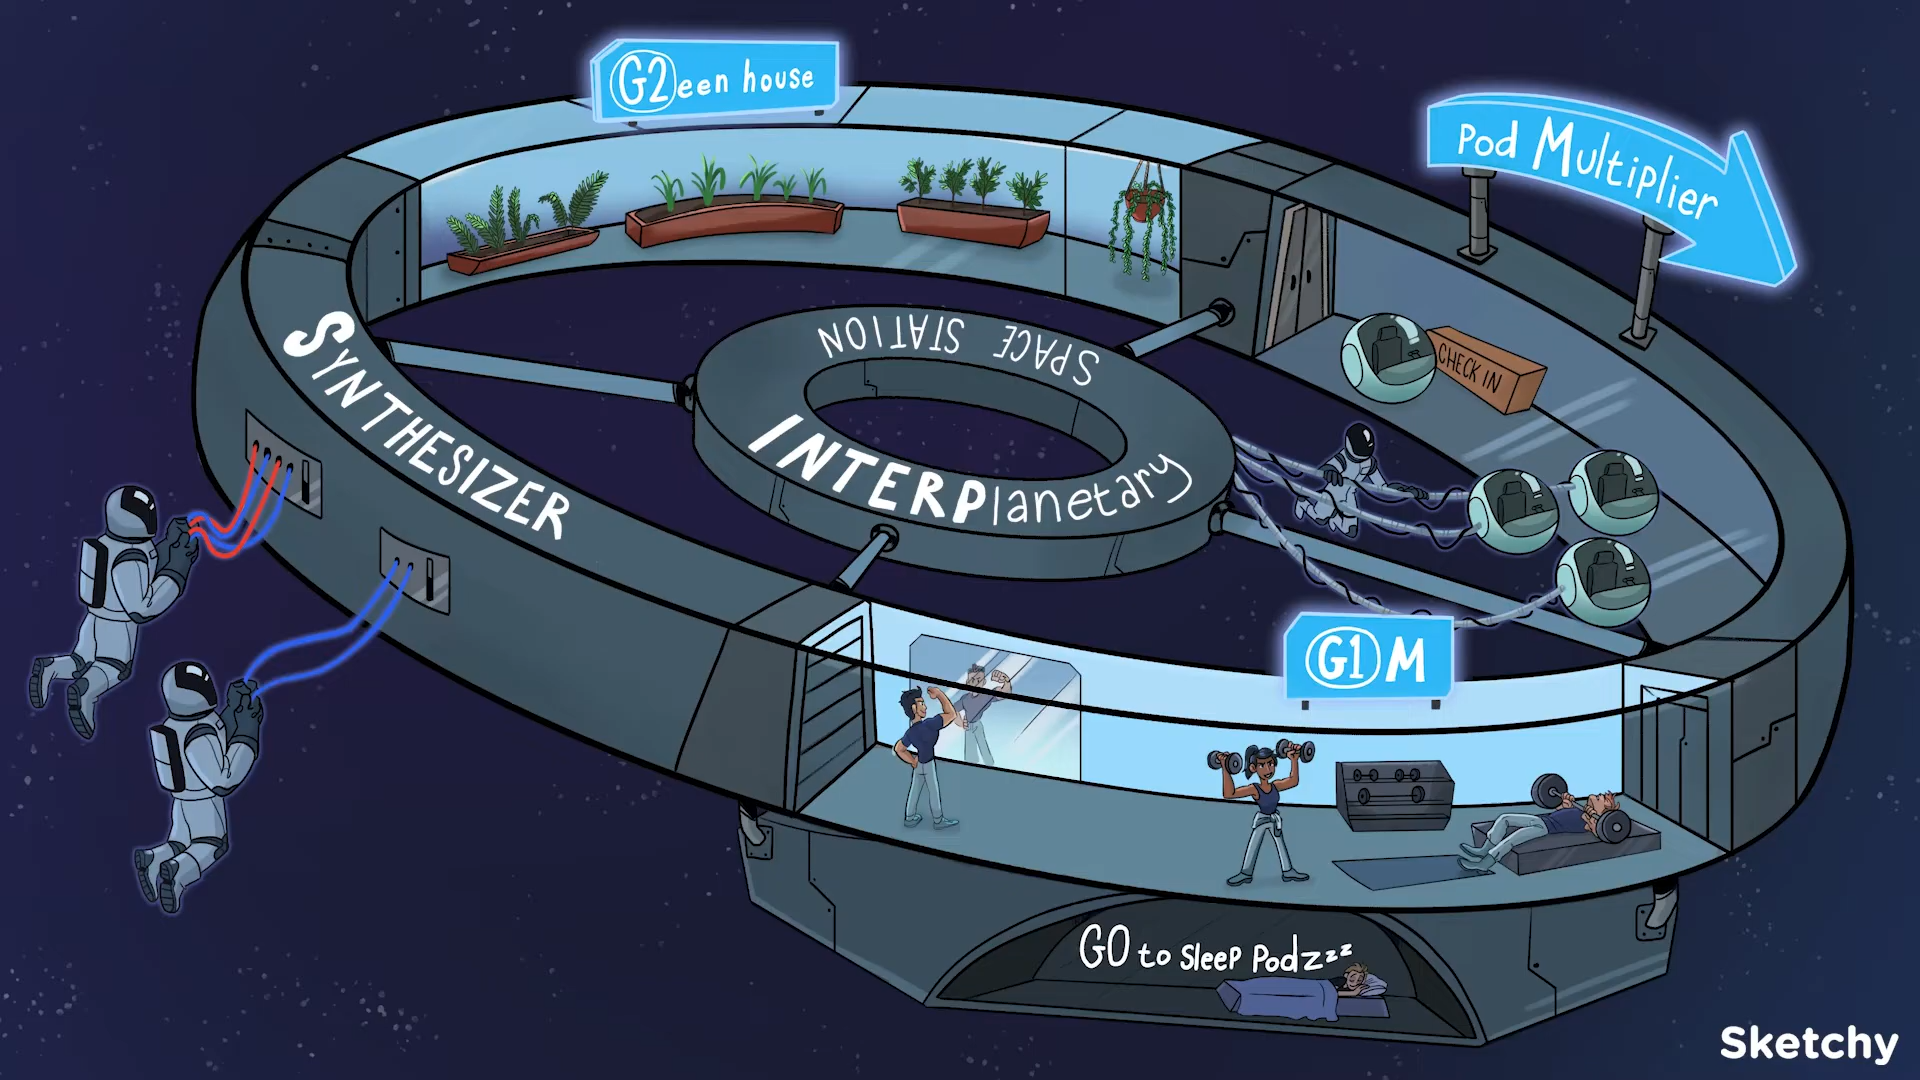 G2een house
Pod Multiplier
SPACE STATION
CHECK IN
SYNTHESIZER
INTERPlanetary
G1M
GO to Sleep Podzzz
Sketchy